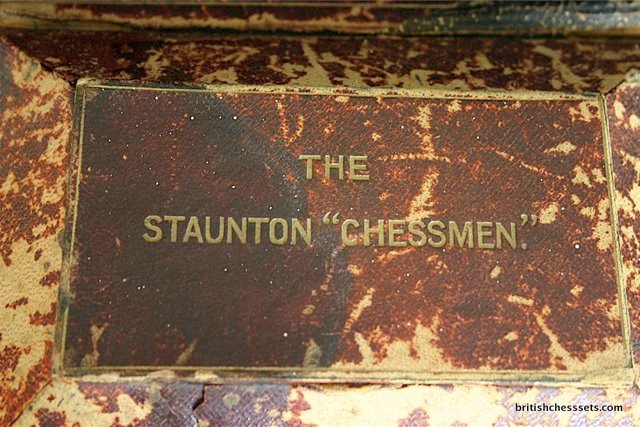 THE
STAUNTON “CHESSMEN.”
britishchesssets.com